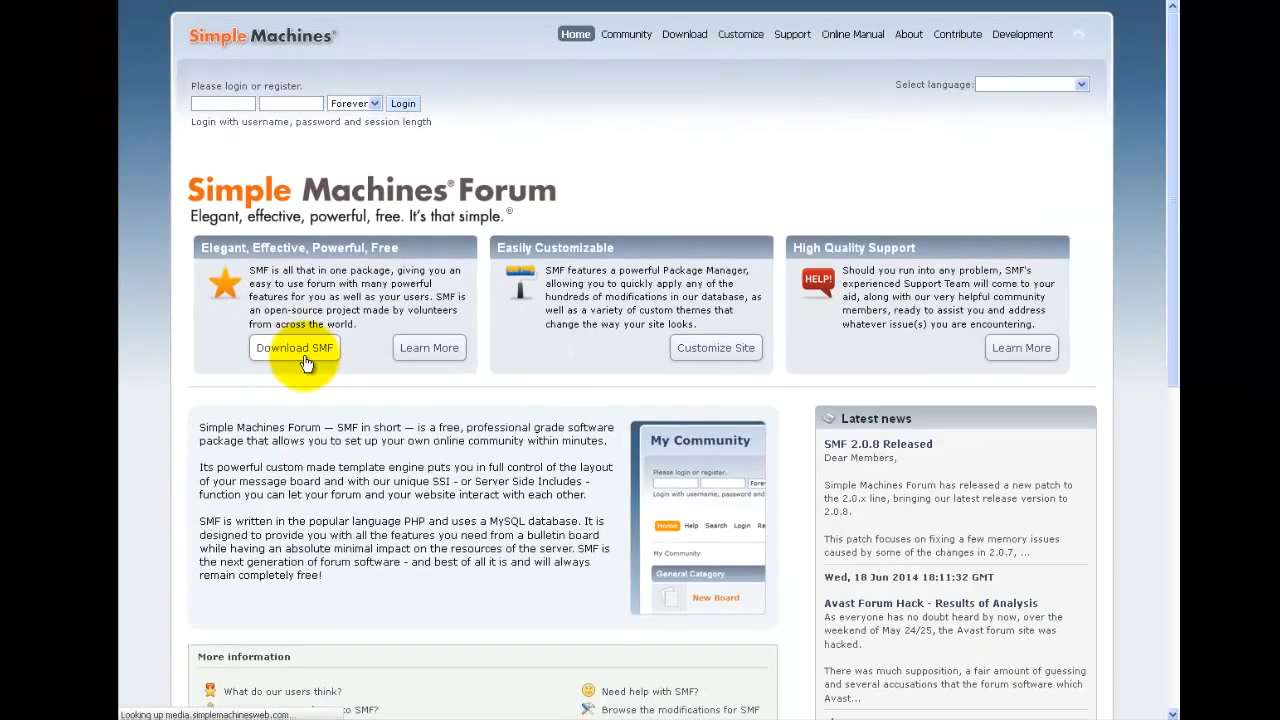 Simple Machines®
Home Community Download Customize Support Online Manual About Contribute Development
Please login or register.
Select language:
Forever Login
Login with username, password and session length
Simple Machines® Forum
Elegant, effective, powerful, free. It's that simple.®
Elegant, Effective, Powerful, Free
SMF is all that in one package, giving you an
easy to use forum with many powerful
features for you as well as your users. SMF is
an open-source project made by volunteers
from across the world.
Download SMF
Learn More
Easily Customizable
SMF features a powerful Package Manager,
allowing you to quickly apply any of the
hundreds of modifications in our database, as
well as a variety of custom themes that
change the way your site looks.
Customize Site
High Quality Support
HELP!
Should you run into any problem, SMF's
experienced Support Team will come to your
aid, along with our very helpful community
members, ready to assist you and address
whatever issue(s) you are encountering.
Learn More
Simple Machines Forum — SMF in short — is a free, professional grade software
package that allows you to set up your own online community within minutes.
Its powerful custom made template engine puts you in full control of the layout
of your message board and with our unique SSI - or Server Side Includes -
function you can let your forum and your website interact with each other.
SMF is written in the popular language PHP and uses a MySQL database. It is
designed to provide you with all the features you need from a bulletin board
while having an absolute minimal impact on the resources of the server. SMF is
the next generation of forum software - and best of all it is and will always
remain completely free!
My Community
Please login or register.
Login with username, password and
Home Help Search Login
My Community
General Category
New Board
Latest news
SMF 2.0.8 Released
Dear Members,
Simple Machines Forum has released a new patch to
the 2.0.x line, bringing our latest release version to
2.0.8.
This patch focuses on fixing a few memory issues
caused by some of the changes in 2.0.7, ...
Wed, 18 Jun 2014 18:11:32 GMT
Avast Forum Hack - Results of Analysis
As everyone has no doubt heard by now, over the
weekend of May 24/25, the Avast forum site was
hacked.
There was much supposition, a fair amount of guessing
and several accusations that the forum software which
Avast...
More information
What do our users think?
Need help with SMF?
to SMF?
Browse the modifications for SMF
Looking up media.simplemachinesweb.com...